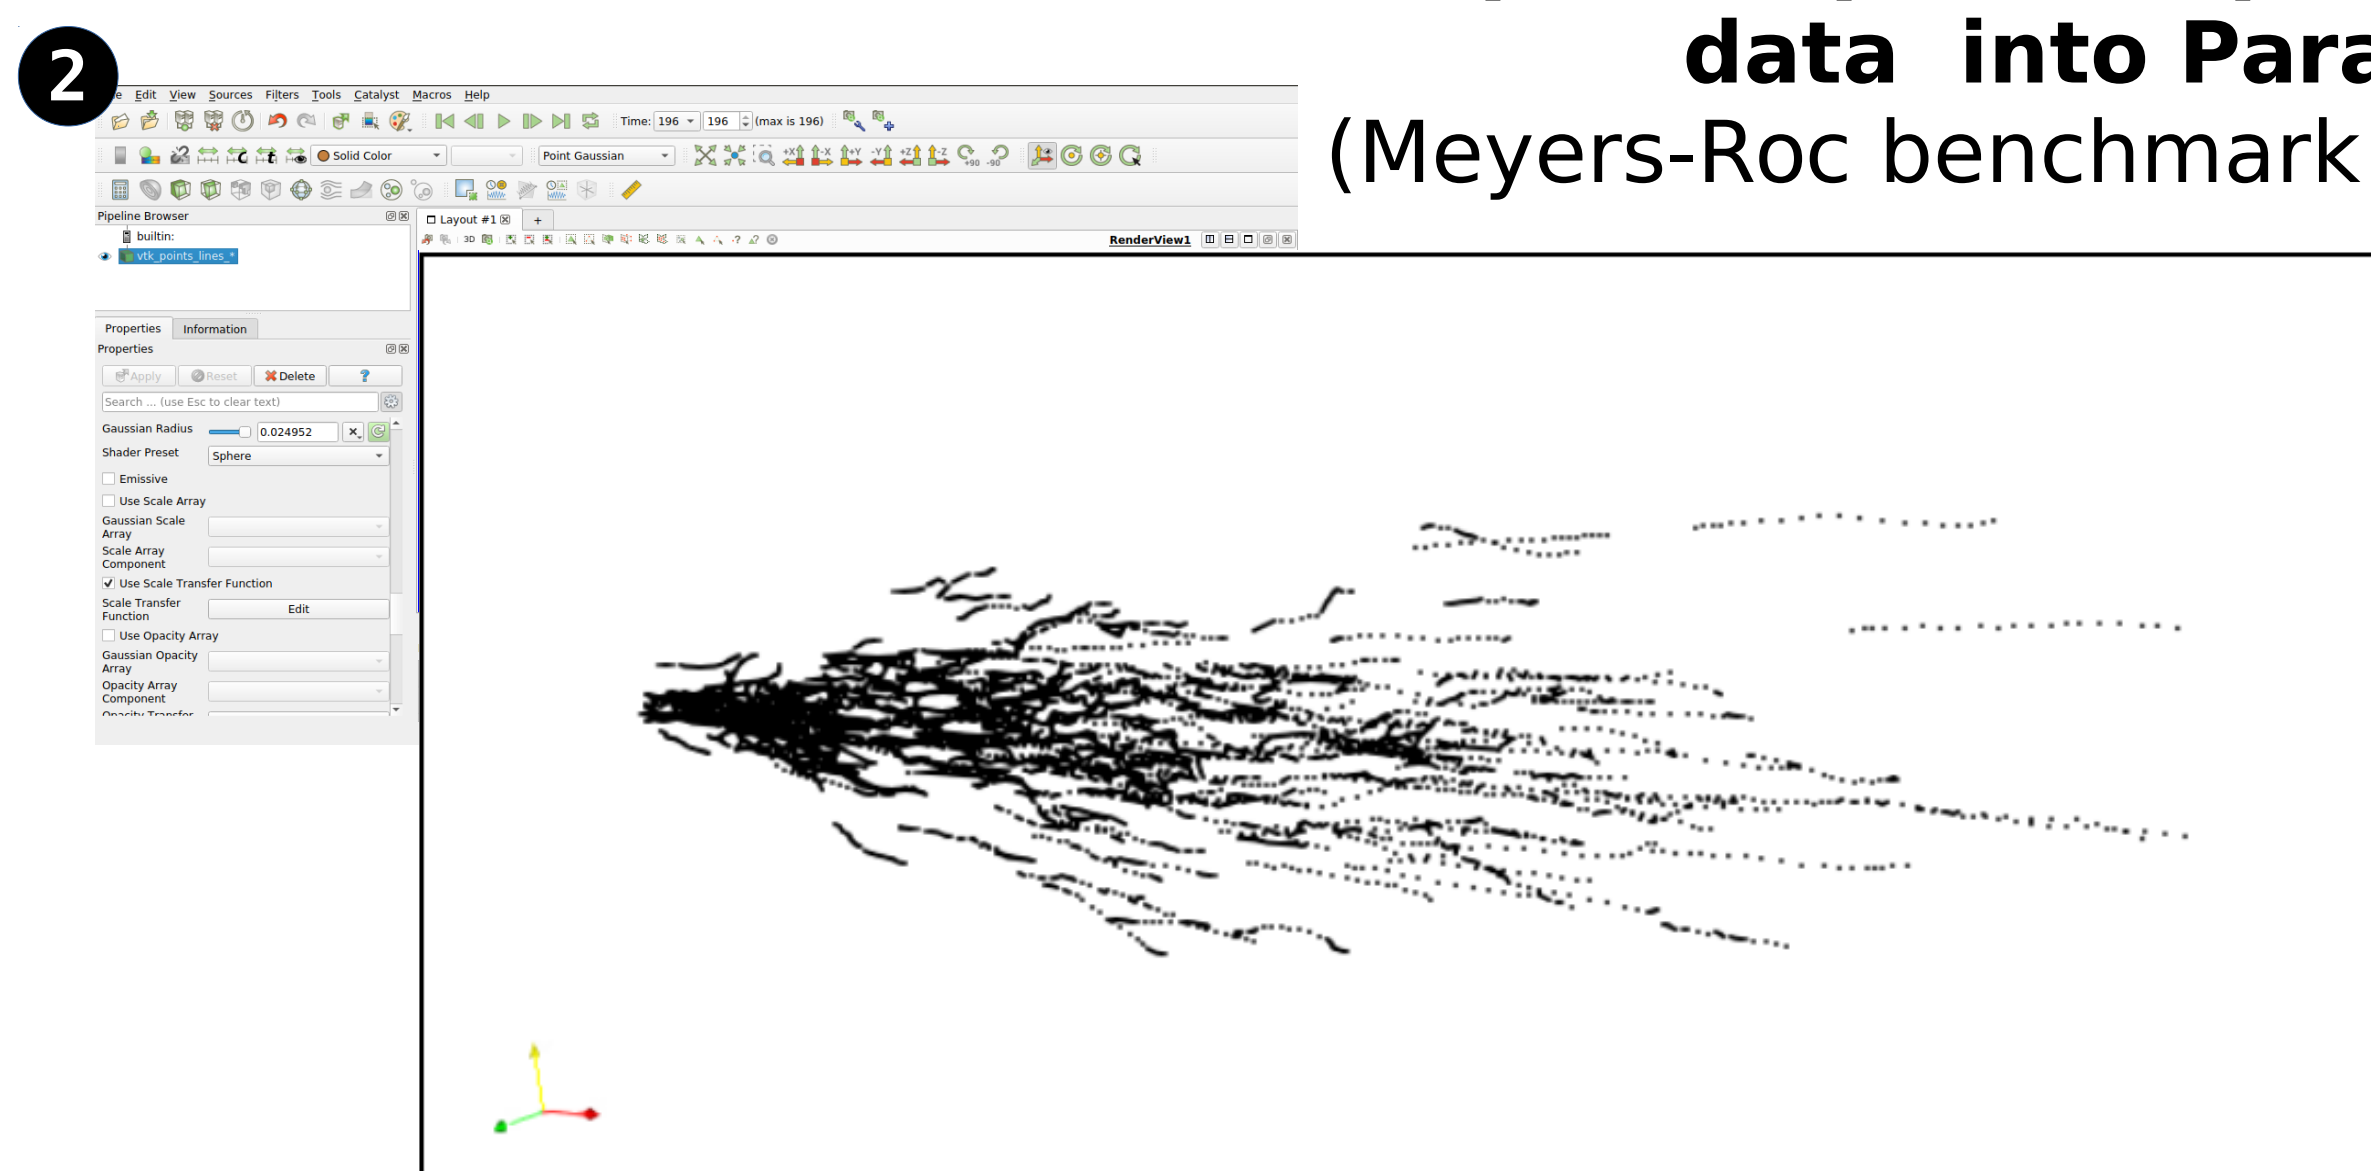 2
data into Para
(Meyers-Roc benchmark
e Edit View Sources Filters Tools Catalyst Macros Help
Time: 196 196 (max is 196)
Solid Color Point Gaussian
+X -X +Y -Y +Z -Z +90 -90
Pipeline Browser
Layout #1 +
builtin:
3D RenderView1
vtk_points_lines_*
Properties Information
Properties
Apply Reset Delete ?
Search ... (use Esc to clear text)
Gaussian Radius 0.024952
Shader Preset Sphere
Emissive
Use Scale Array
Gaussian Scale
Array
Scale Array
Component
Use Scale Transfer Function
Scale Transfer
Function Edit
Use Opacity Array
Gaussian Opacity
Array
Opacity Array
Component
Opacity Transfer